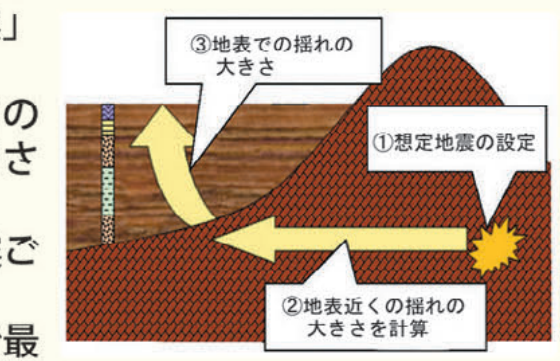 」
の
さ
ご
最
③地表での揺れの
大きさ
①想定地震の設定
②地表近くの揺れの
大きさを計算